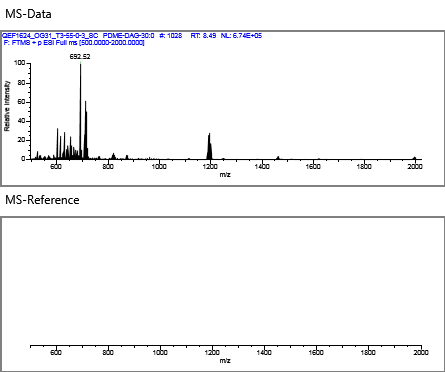 MS-Data
QEF1624_OG31_T3-55-0-3_8C PDME-DAG-30:0 #: 1028 RT: 8.49 NL: 6.74E+05
F: FTMS + p ESI Full ms [500.0000-2000.0000]
692.52
100
80
60
40
20
0
Relative Intensity
600 800 1000 1200 1400 1600 1800 2000
m/z
MS-Reference
600 800 1000 1200 1400 1600 1800 2000
m/z